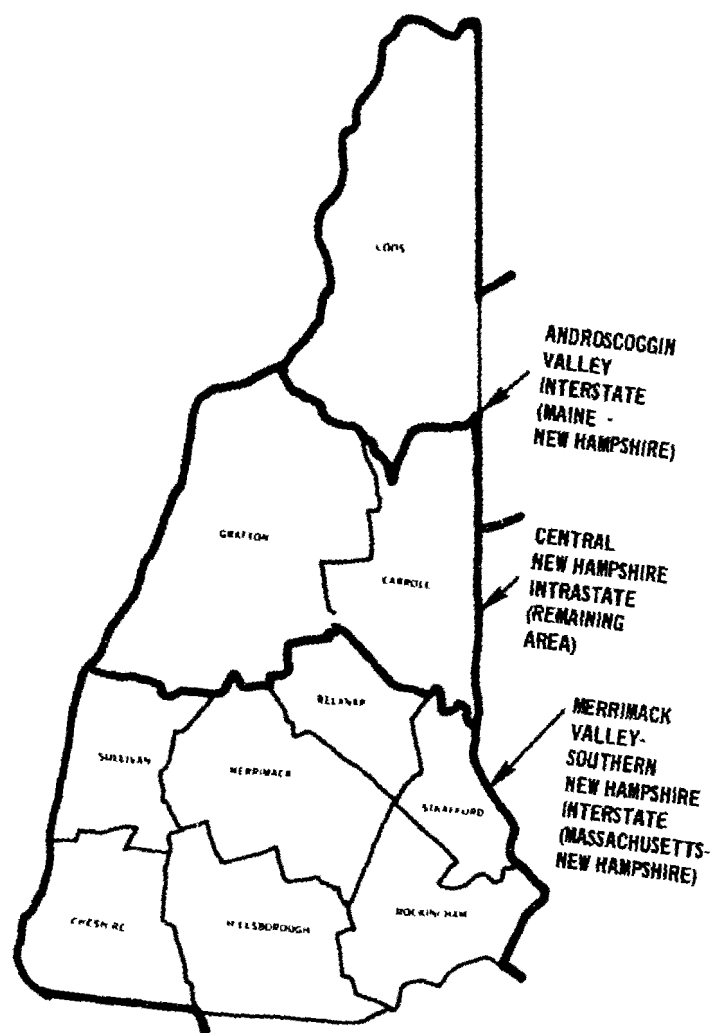 COOS
ANDROSCOGGIN
VALLEY
INTERSTATE
(MAINE -
NEW HAMPSHIRE)
GRAFTON
CARROLL
CENTRAL
NEW HAMPSHIRE
INTRASTATE
(REMAINING
AREA)
BELKNAP
MERRIMACK
VALLEY-
SOUTHERN
NEW HAMPSHIRE
INTERSTATE
(MASSACHUSETTS-
NEW HAMPSHIRE)
SULLIVAN
MERRIMACK
STRAFFORD
CHESHIRE
HILLSBOROUGH
ROCKINGHAM